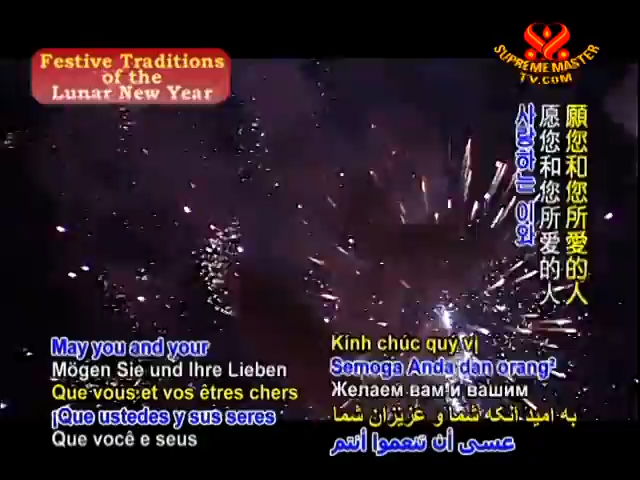 Festive Traditions
of the
Lunar New Year
SUPREME MASTER
TV.COM
願您和您所愛的人
愿您和您所爱的人
사랑하는 이와
May you and your
Mögen Sie und Ihre Lieben
Que vous et vos êtres chers
¡Que ustedes y sus seres
Que você e seus
Kính chúc quý vị
Semoga Anda dan orang²
Желаем вам и вашим
به امید آنکه شما و عزیزان شما
عسى أن تنعموا أنتم